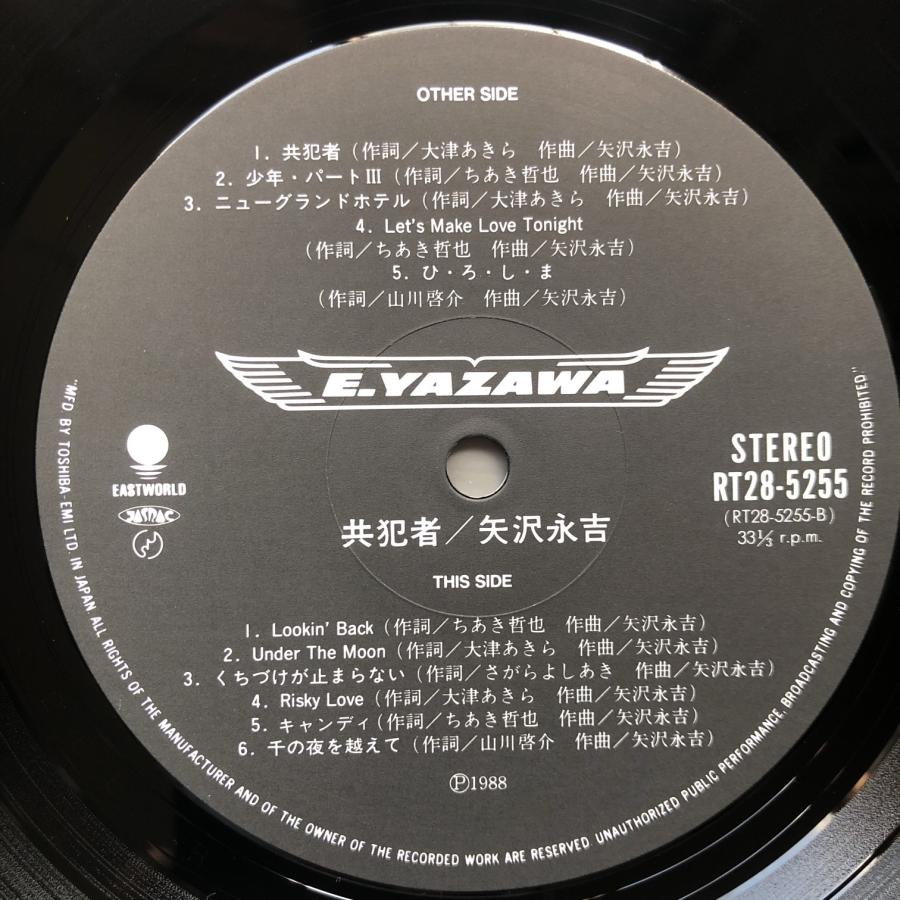 OTHER SIDE
1. 共犯者（作詞／大津あきら 作曲／矢沢永吉）
2. 少年・パートⅢ（作詞／ちあき哲也 作曲／矢沢永吉）
3. ニューグランドホテル（作詞／大津あきら 作曲／矢沢永吉）
4. Let's Make Love Tonight
（作詞／ちあき哲也 作曲／矢沢永吉）
5. ひ・ろ・し・ま
（作詞／山川啓介 作曲／矢沢永吉）
E.YAZAWA
EASTWORLD
JASRAC
STEREO
RT28-5255
(RT28-5255-B)
33⅓ r.p.m.
共犯者／矢沢永吉
THIS SIDE
1. Lookin' Back（作詞／ちあき哲也 作曲／矢沢永吉）
2. Under The Moon（作詞／大津あきら 作曲／矢沢永吉）
3. くちづけが止まらない（作詞／さがらよしあき 作曲／矢沢永吉）
4. Risky Love（作詞／大津あきら 作曲／矢沢永吉）
5. キャンディ（作詞／ちあき哲也 作曲／矢沢永吉）
6. 千の夜を越えて（作詞／山川啓介 作曲／矢沢永吉）
Ⓟ1988
"MFD. BY TOSHIBA-EMI LTD. IN JAPAN. ALL RIGHTS OF THE MANUFACTURER AND OF THE OWNER OF THE RECORDED WORK ARE RESERVED. UNAUTHORIZED PUBLIC PERFORMANCE, BROADCASTING AND COPYING OF THE RECORD PROHIBITED."